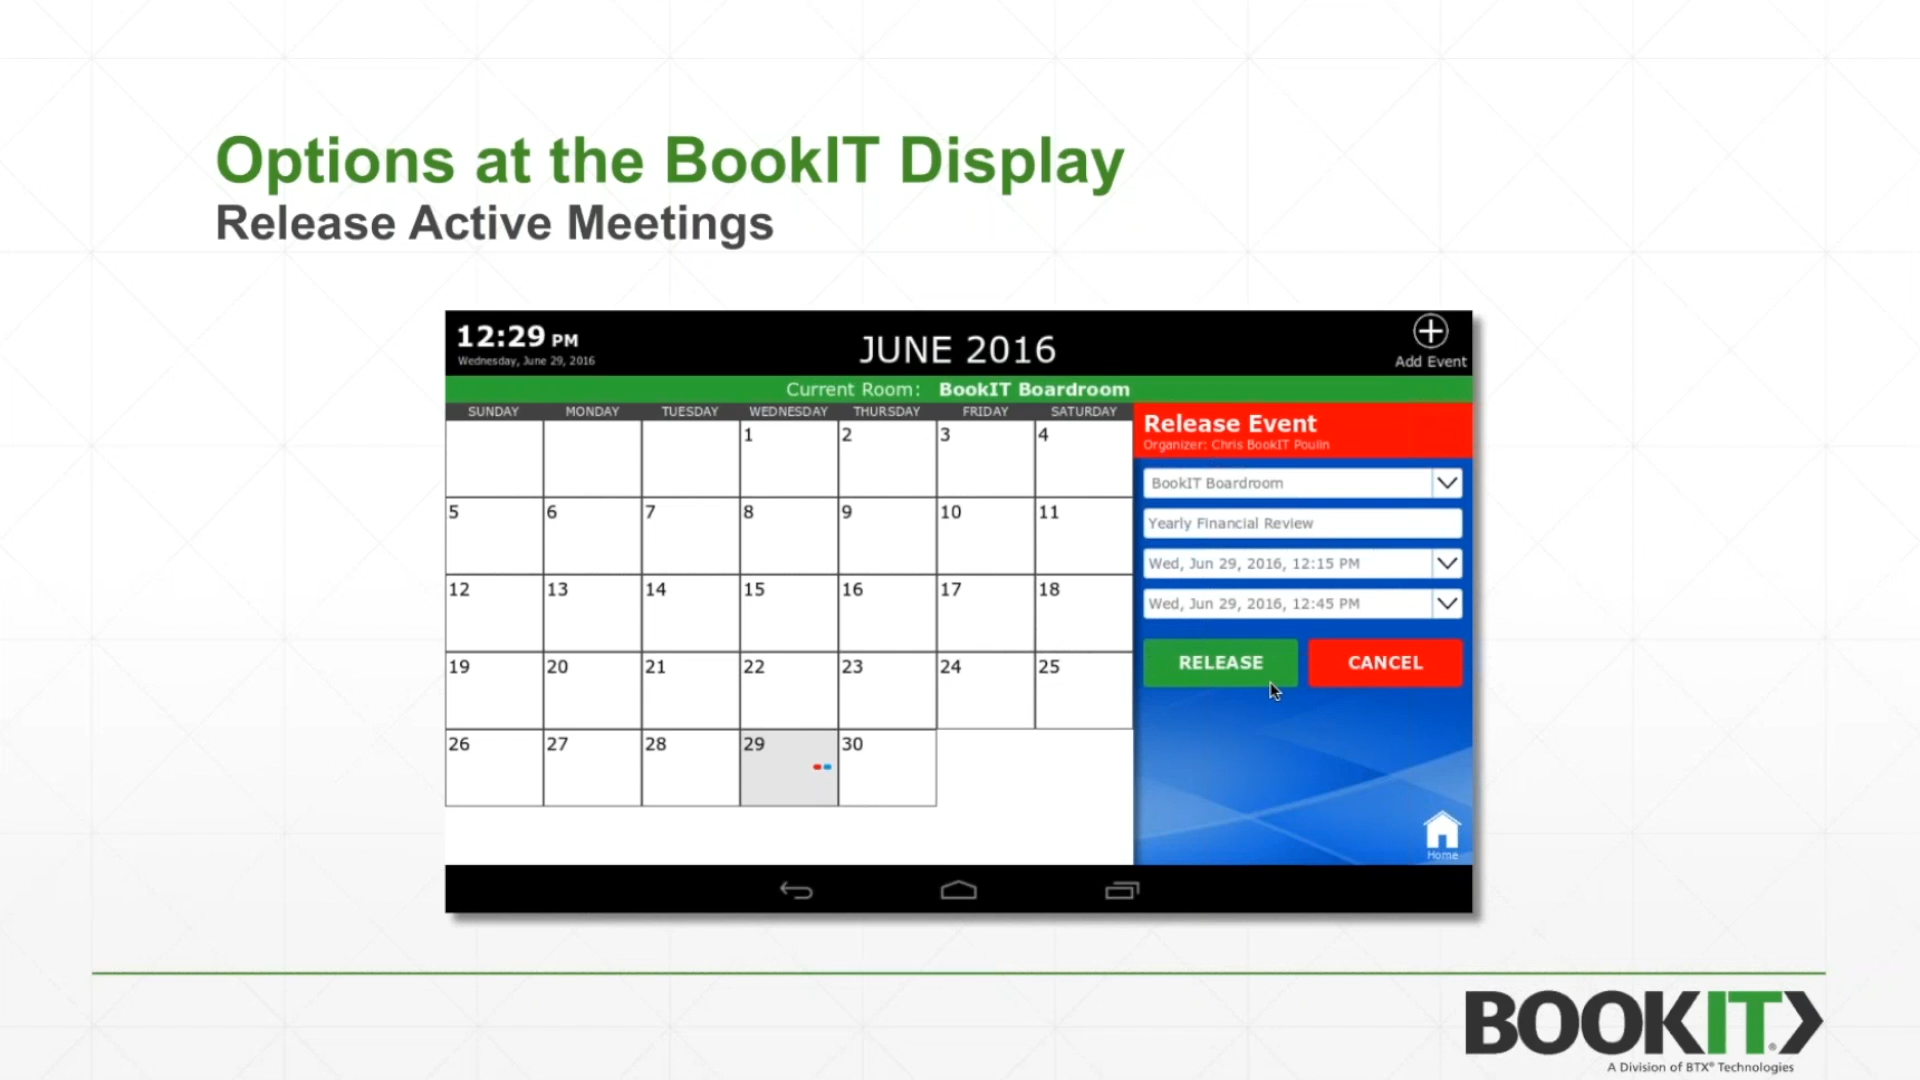 Options at the BookIT Display
Release Active Meetings
12:29 PM
Wednesday, June 29, 2016
JUNE 2016
Add Event
Current Room: BookIT Boardroom
SUNDAY MONDAY TUESDAY WEDNESDAY THURSDAY FRIDAY SATURDAY
1 2 3 4
5 6 7 8 9 10 11
12 13 14 15 16 17 18
19 20 21 22 23 24 25
26 27 28 29 30
Release Event
Organizer: Chris BookIT Poulin
BookIT Boardroom
Yearly Financial Review
Wed, Jun 29, 2016, 12:15 PM
Wed, Jun 29, 2016, 12:45 PM
RELEASE CANCEL
Home
BOOKIT®
A Division of BTX® Technologies